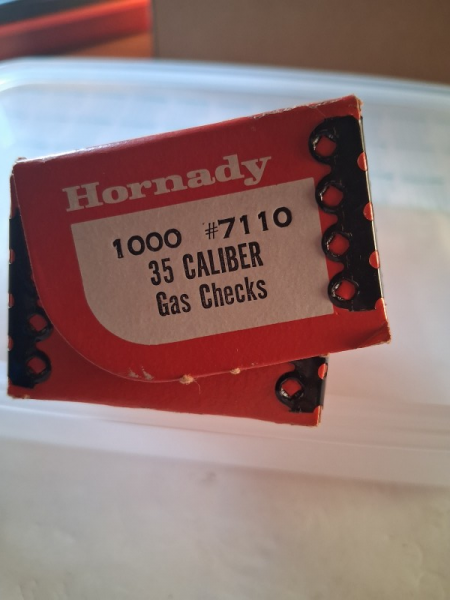 Hornady
1000 #7110
35 CALIBER
Gas Checks